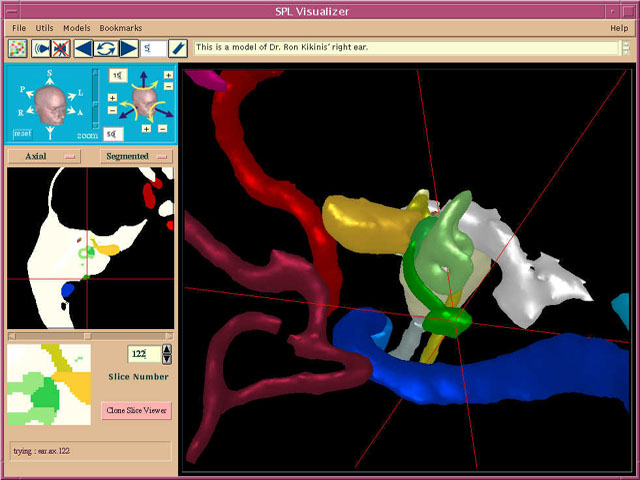 SPL Visualizer
File Utils Models Bookmarks Help
5 This is a model of Dr. Ron Kikinis' right ear.
S
P L
R A
I
reset zoom
15
50
Axial Segmented
122
Slice Number
Clone Slice Viewer
trying : ear.ax.122